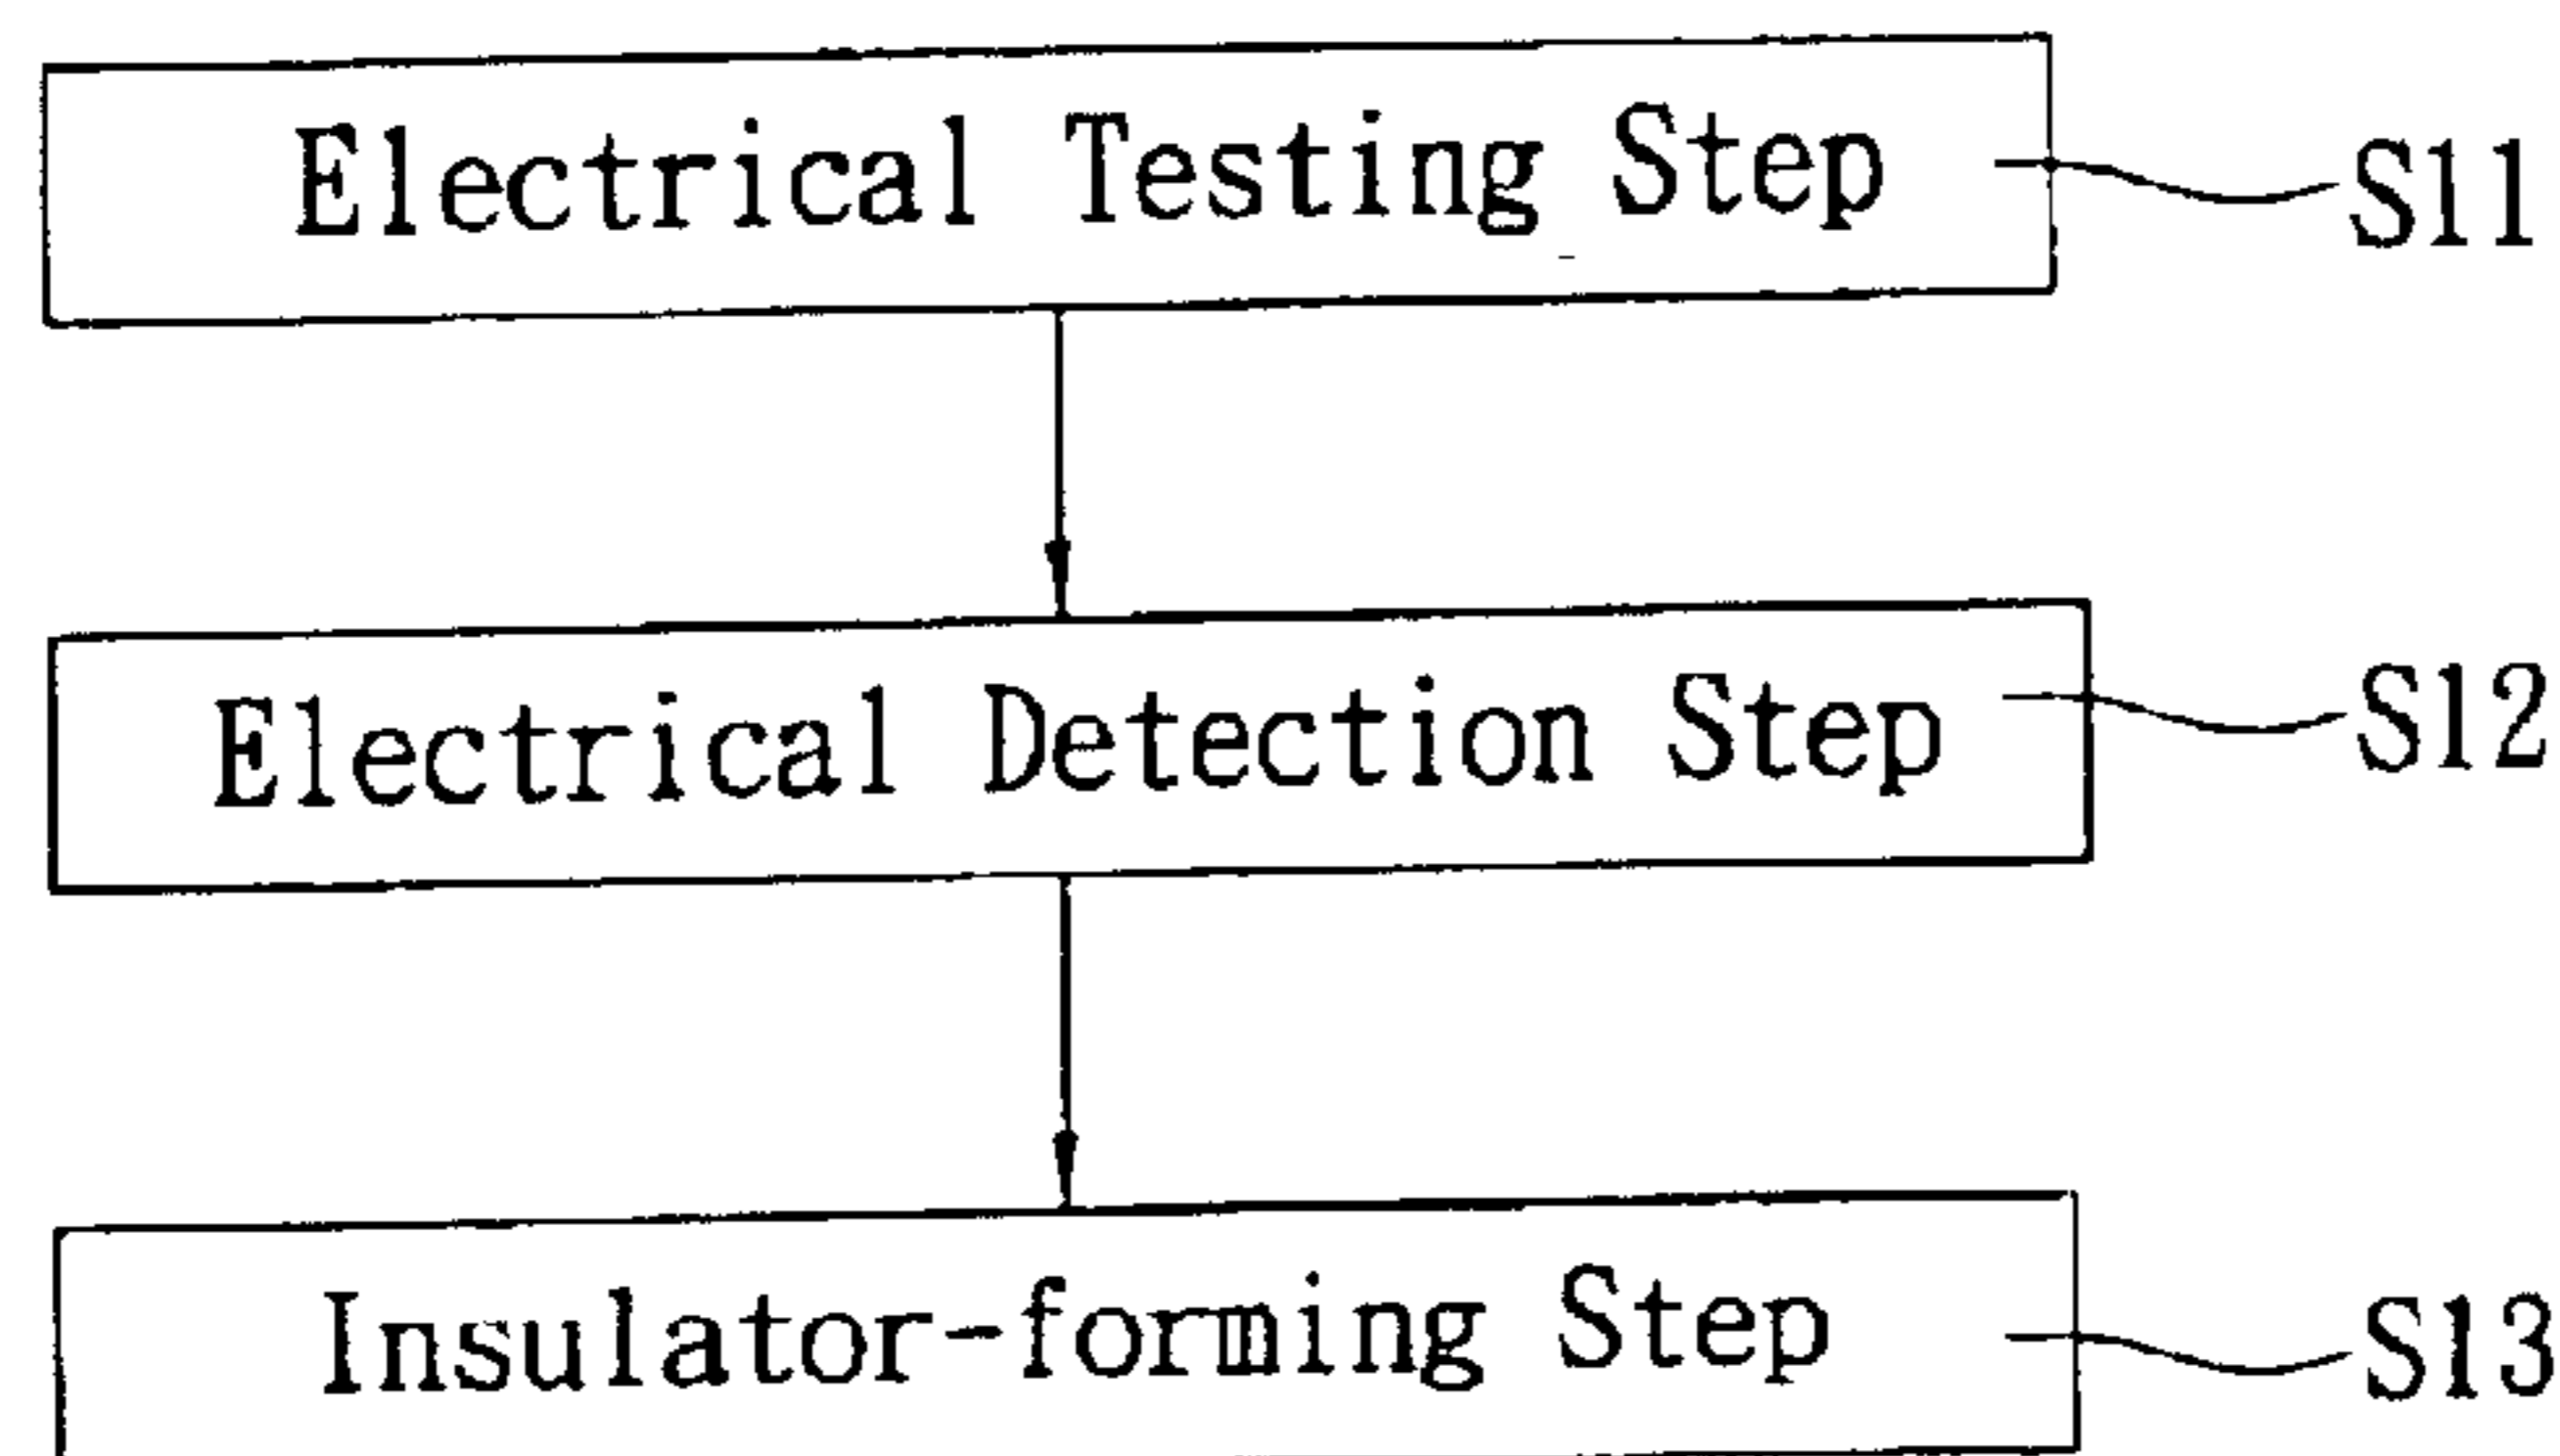 Electrical Testing Step
S11
Electrical Detection Step
S12
Insulator-forming Step
S13